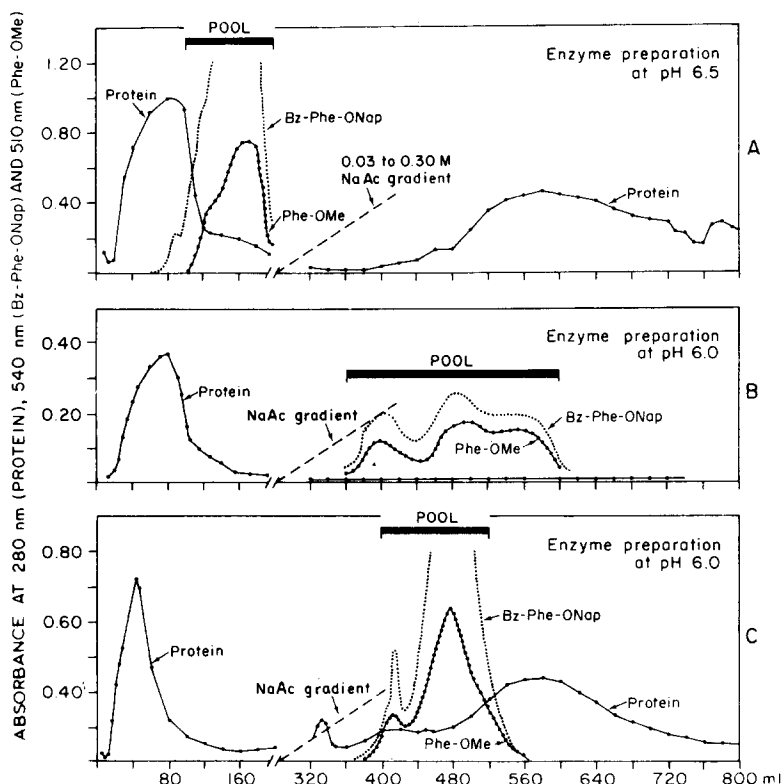 ABSORBANCE AT 280 nm (PROTEIN), 540 nm (Bz-Phe-ONap) AND 510 nm (Phe-OMe)
POOL
1.20
0.80
0.40
Protein
Bz-Phe-ONap
Phe-OMe
0.03 to 0.30 M
NaAc gradient
Protein
Enzyme preparation
at pH 6.5
A
POOL
0.40
0.20
Protein
NaAc gradient
Bz-Phe-ONap
Phe-OMe
Enzyme preparation
at pH 6.0
B
POOL
0.80
0.60
0.40
Protein
NaAc gradient
Bz-Phe-ONap
Phe-OMe
Protein
Enzyme preparation
at pH 6.0
C
80 160 320 400 480 560 640 720 800 ml